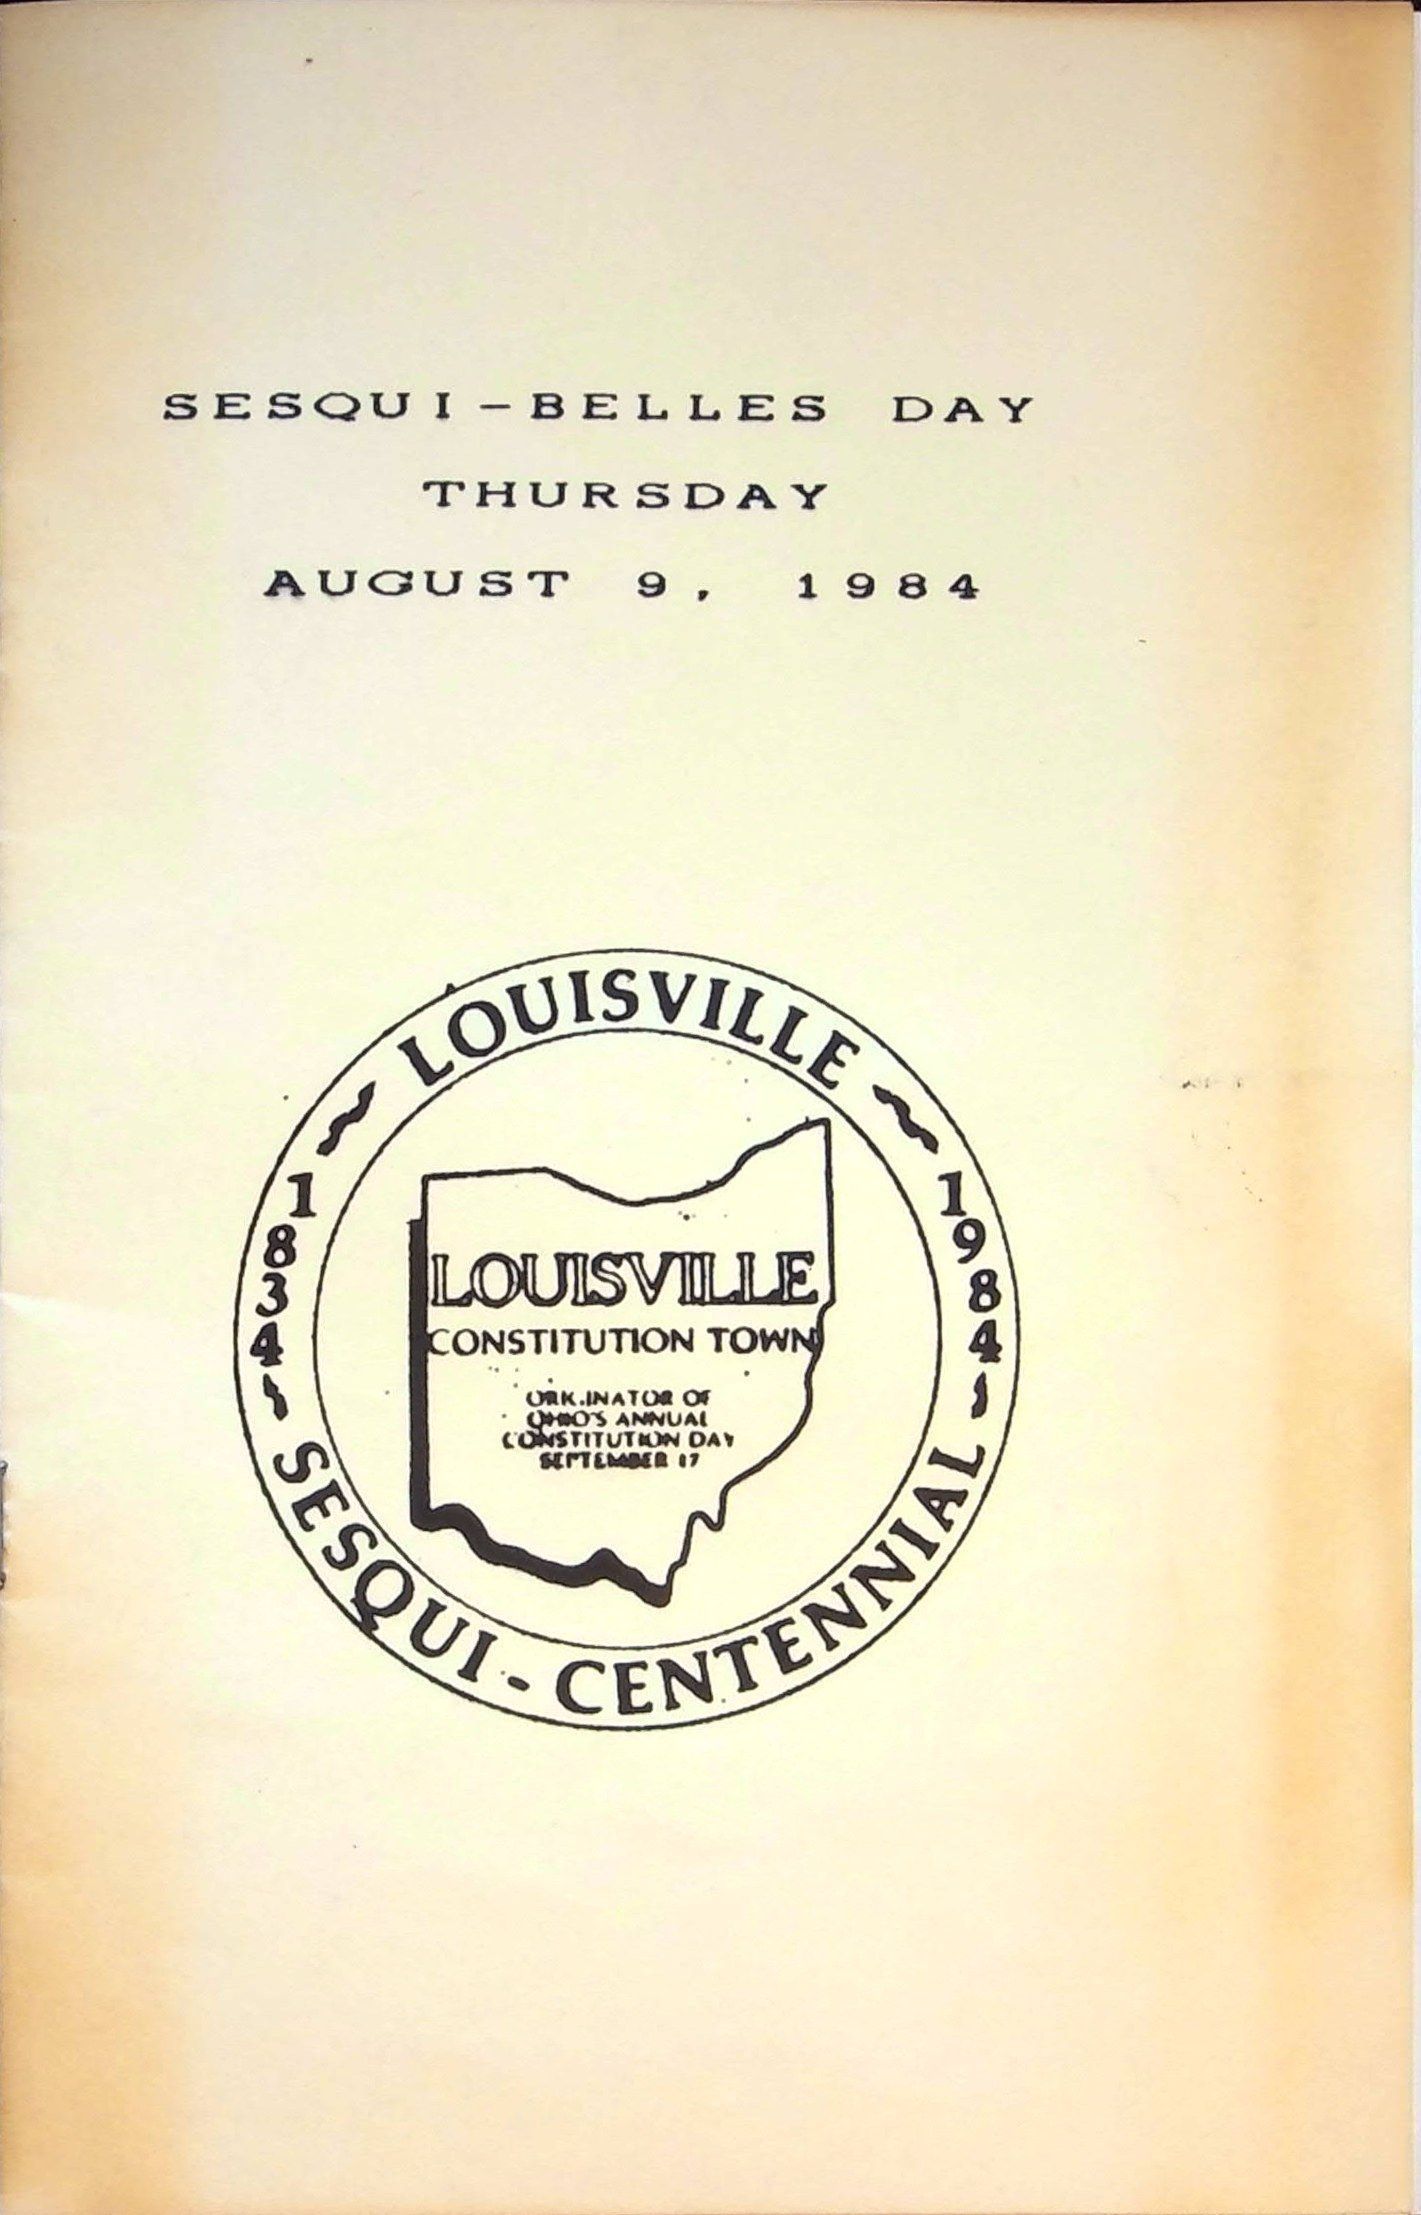 SESQUI-BELLES DAY
THURSDAY
AUGUST 9, 1984
LOUISVILLE
1834
1984
LOUISVILLE
CONSTITUTION TOWN
ORIGINATOR OF
OHIO'S ANNUAL
CONSTITUTION DAY
SEPTEMBER 17
SESQUI-CENTENNIAL